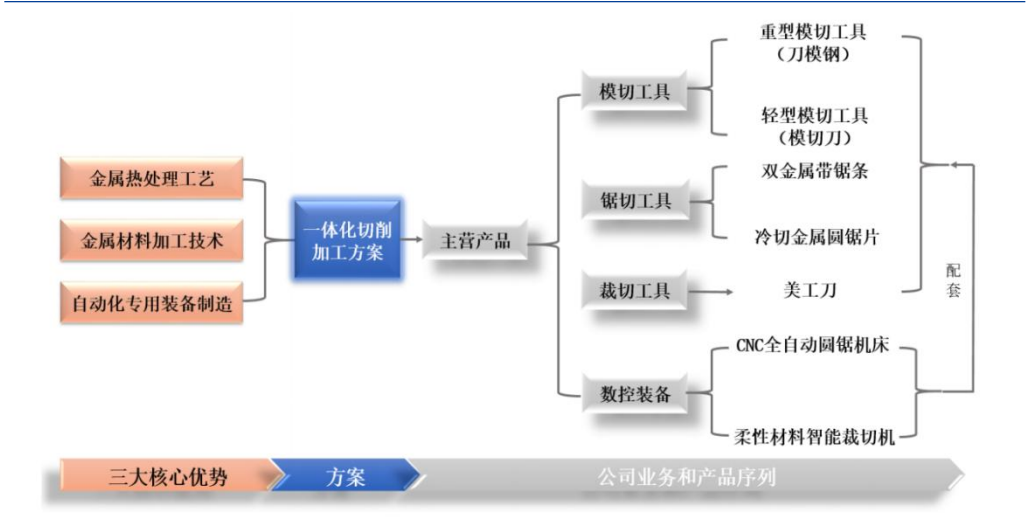 金属热处理工艺
金属材料加工技术
自动化专用装备制造
一体化切削
加工方案
主营产品
模切工具
重型模切工具
（刀模钢）
轻型模切工具
（模切刀）
锯切工具
双金属带锯条
冷切金属圆锯片
裁切工具
美工刀
数控装备
CNC全自动圆锯机床
柔性材料智能裁切机
配
套
三大核心优势
方案
公司业务和产品序列